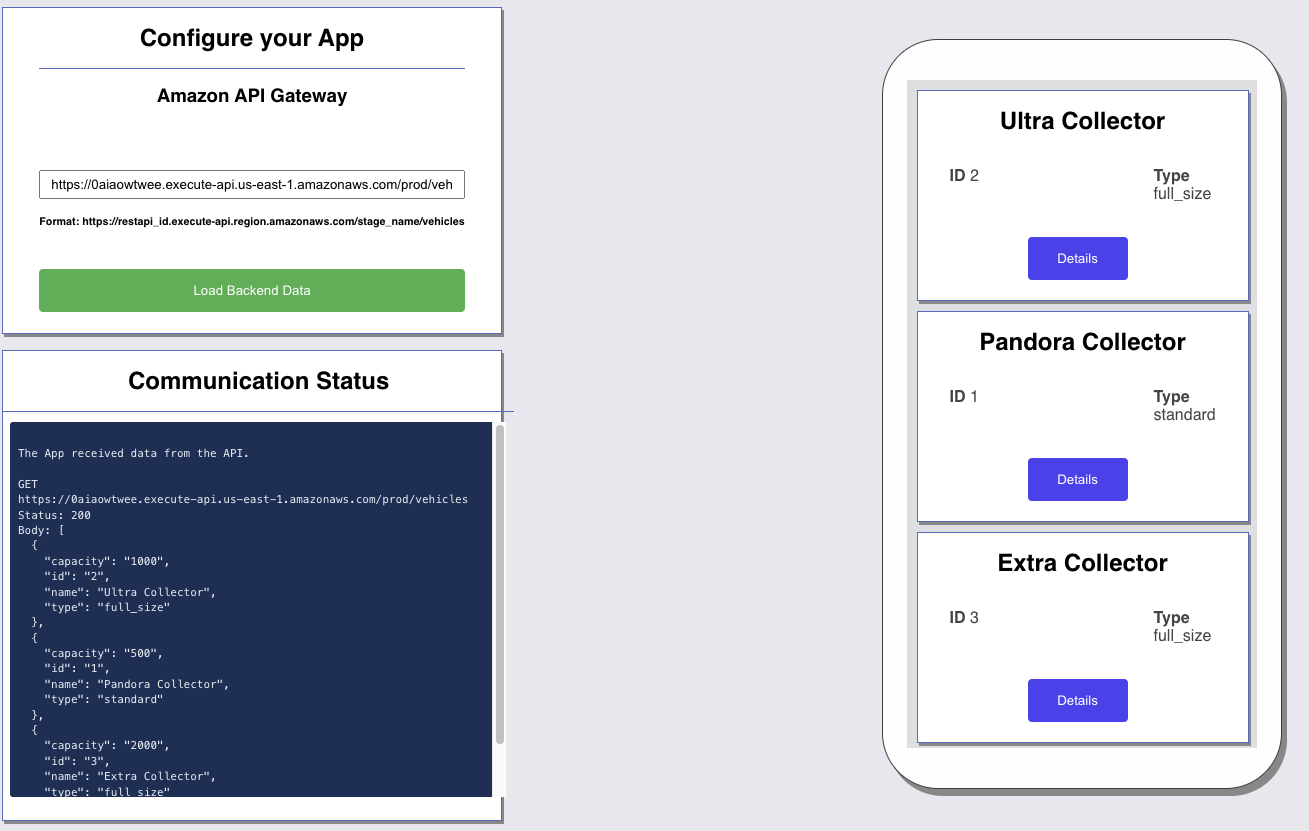 Configure your App
Amazon API Gateway
https://0aiaowtwee.execute-api.us-east-1.amazonaws.com/prod/veh
Format: https://restapi_id.execute-api.region.amazonaws.com/stage_name/vehicles
Load Backend Data
Communication Status
The App received data from the API.
GET
https://0aiaowtwee.execute-api.us-east-1.amazonaws.com/prod/vehicles
Status: 200
Body: [
{
"capacity": "1000",
"id": "2",
"name": "Ultra Collector",
"type": "full_size"
},
{
"capacity": "500",
"id": "1",
"name": "Pandora Collector",
"type": "standard"
},
{
"capacity": "2000",
"id": "3",
"name": "Extra Collector",
"type": "full_size"
Ultra Collector
ID 2 Type
full_size
Details
Pandora Collector
ID 1 Type
standard
Details
Extra Collector
ID 3 Type
full_size
Details